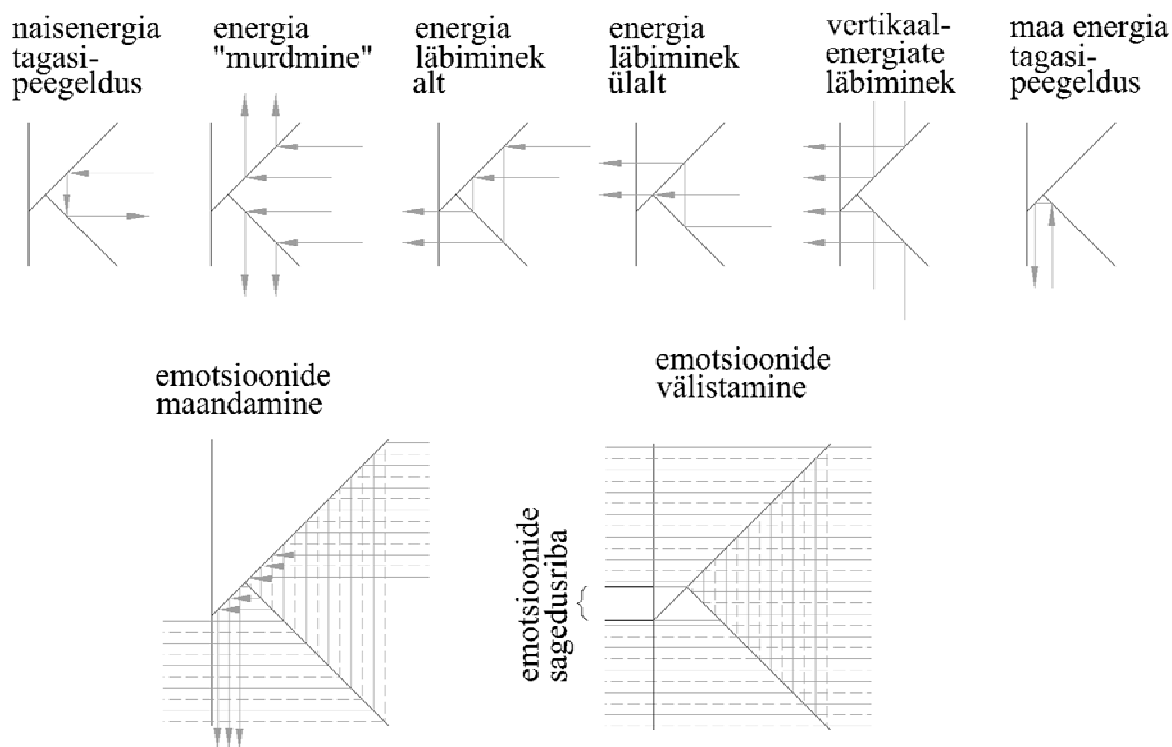 naisenergia
tagasi-
peegeldus
energia
"murdmine"
energia
läbiminek
alt
energia
läbiminek
ülalt
vertikaal-
energiate
läbiminek
maa energia
tagasi-
peegeldus
emotsioonide
maandamine
emotsioonide
välistamine
emotsioonide
sagedusriba